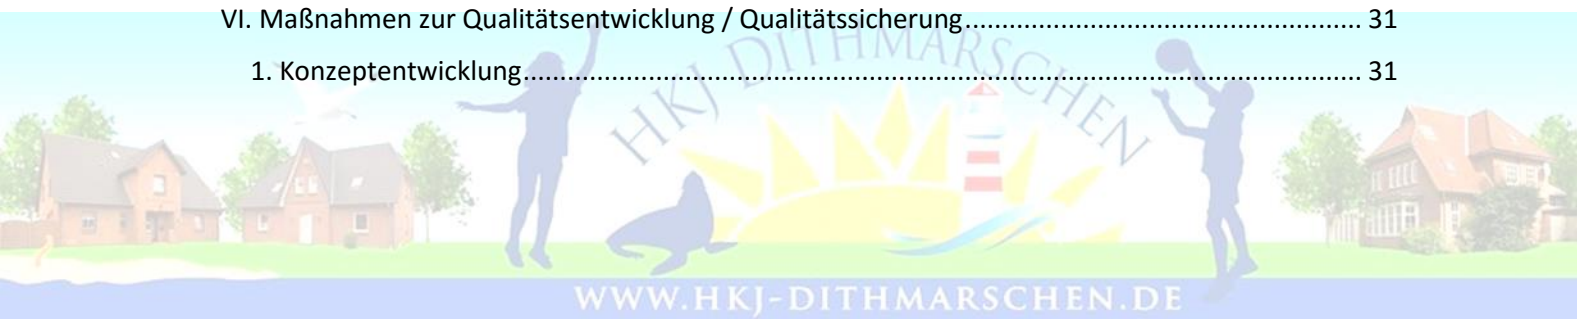 VI. Maßnahmen zur Qualitätsentwicklung / Qualitätssicherung.................................................... 31
1. Konzeptentwicklung............................................................................................................. 31
HKJ DITHMARSCHEN
WWW.HKJ-DITHMARSCHEN.DE